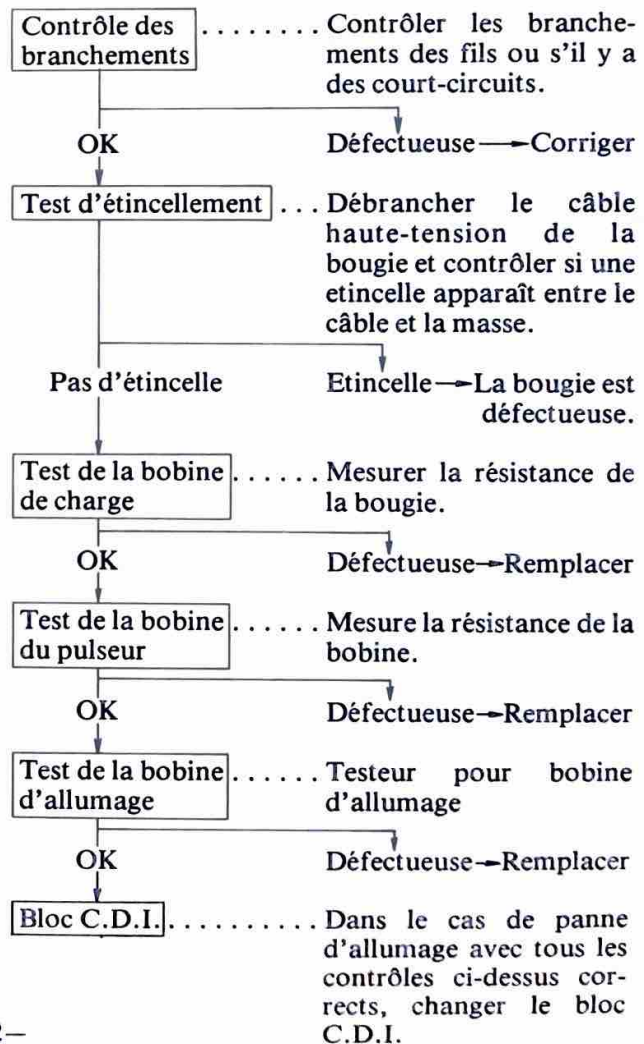 Contrôle des ........ Contrôler les branche-
branchements ments des fils ou s'il y a
des court-circuits.
OK Défectueuse → Corriger
Test d'étincellement ... Débrancher le câble
haute-tension de la
bougie et contrôler si une
etincelle apparaît entre le
câble et la masse.
Pas d'étincelle Etincelle → La bougie est
défectueuse.
Test de la bobine ...... Mesurer la résistance de
de charge la bougie.
OK Défectueuse → Remplacer
Test de la bobine ...... Mesure la résistance de la
du pulseur bobine.
OK Défectueuse → Remplacer
Test de la bobine ...... Testeur pour bobine
d'allumage d'allumage
OK Défectueuse → Remplacer
Bloc C.D.I. .......... Dans le cas de panne
d'allumage avec tous les
contrôles ci-dessus cor-
rects, changer le bloc
2– C.D.I.